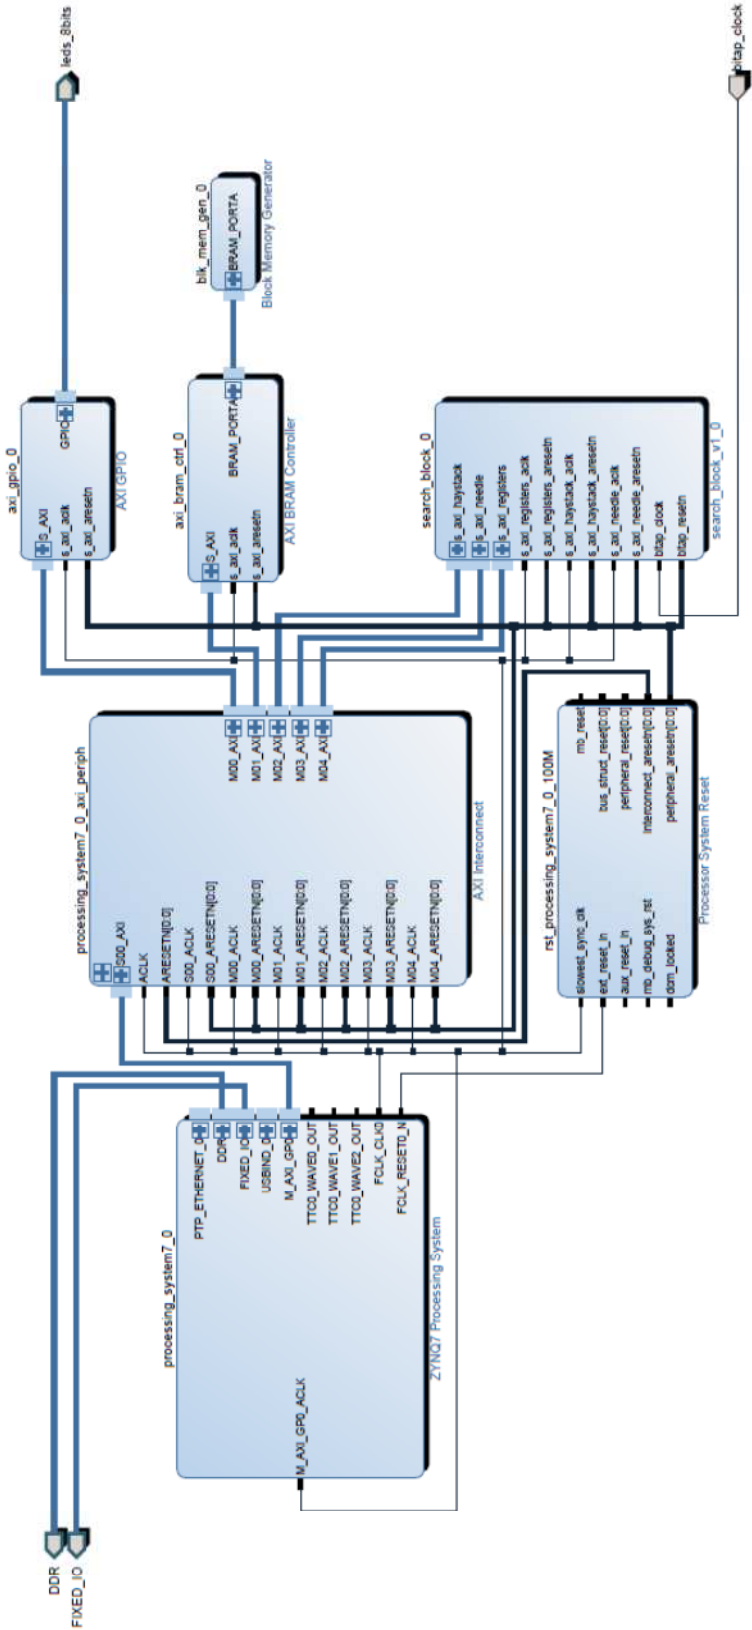 DDR
FIXED_IO
processing_system7_0
PTP_ETHERNET_0
DDR
FIXED_IO
USBIND_0
M_AXI_GP0
TTC0_WAVE0_OUT
TTC0_WAVE1_OUT
TTC0_WAVE2_OUT
FCLK_CLK0
FCLK_RESET0_N
M_AXI_GP0_ACLK
ZYNQ7 Processing System
processing_system7_0_axi_periph
S00_AXI
ACLK
ARESETN[0:0]
S00_ACLK
S00_ARESETN[0:0]
M00_ACLK
M00_ARESETN[0:0]
M01_ACLK
M01_ARESETN[0:0]
M02_ACLK
M02_ARESETN[0:0]
M03_ACLK
M03_ARESETN[0:0]
M04_ACLK
M04_ARESETN[0:0]
M00_AXI
M01_AXI
M02_AXI
M03_AXI
M04_AXI
AXI Interconnect
rst_processing_system7_0_100M
slowest_sync_clk
ext_reset_in
aux_reset_in
mb_debug_sys_rst
dcm_locked
mb_reset
bus_struct_reset[0:0]
peripheral_reset[0:0]
interconnect_aresetn[0:0]
peripheral_aresetn[0:0]
Processor System Reset
axi_gpio_0
S_AXI
s_axi_aclk
s_axi_aresetn
GPIO
AXI GPIO
axi_bram_ctrl_0
S_AXI
s_axi_aclk
s_axi_aresetn
BRAM_PORTA
AXI BRAM Controller
blk_mem_gen_0
BRAM_PORTA
Block Memory Generator
search_block_0
s_axi_haystack
s_axi_needle
s_axi_registers
s_axi_registers_aclk
s_axi_registers_aresetn
s_axi_haystack_aclk
s_axi_haystack_aresetn
s_axi_needle_aclk
s_axi_needle_aresetn
bitap_clock
bitap_resetn
search_block_v1_0
leds_8bits
bitap_clock